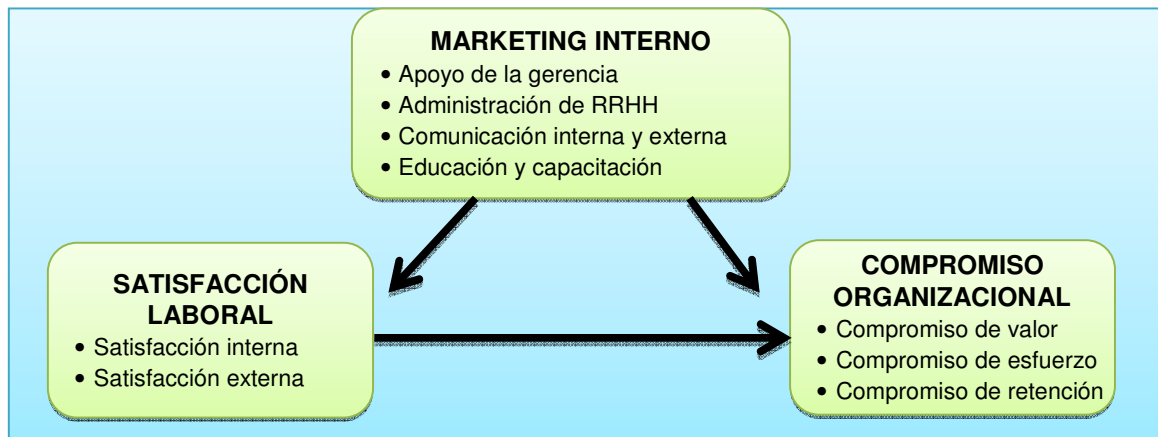 MARKETING INTERNO
• Apoyo de la gerencia
• Administración de RRHH
• Comunicación interna y externa
• Educación y capacitación
SATISFACCIÓN
LABORAL
• Satisfacción interna
• Satisfacción externa
COMPROMISO
ORGANIZACIONAL
• Compromiso de valor
• Compromiso de esfuerzo
• Compromiso de retención